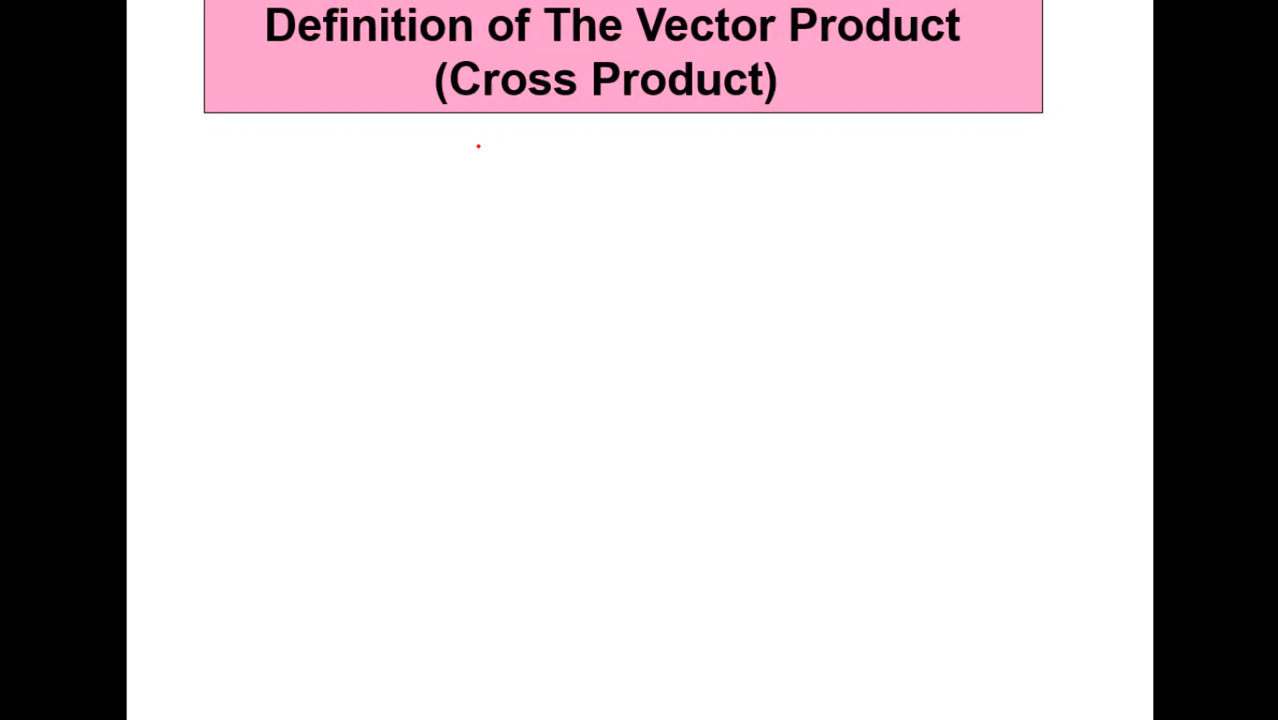 Definition of The Vector Product
(Cross Product)